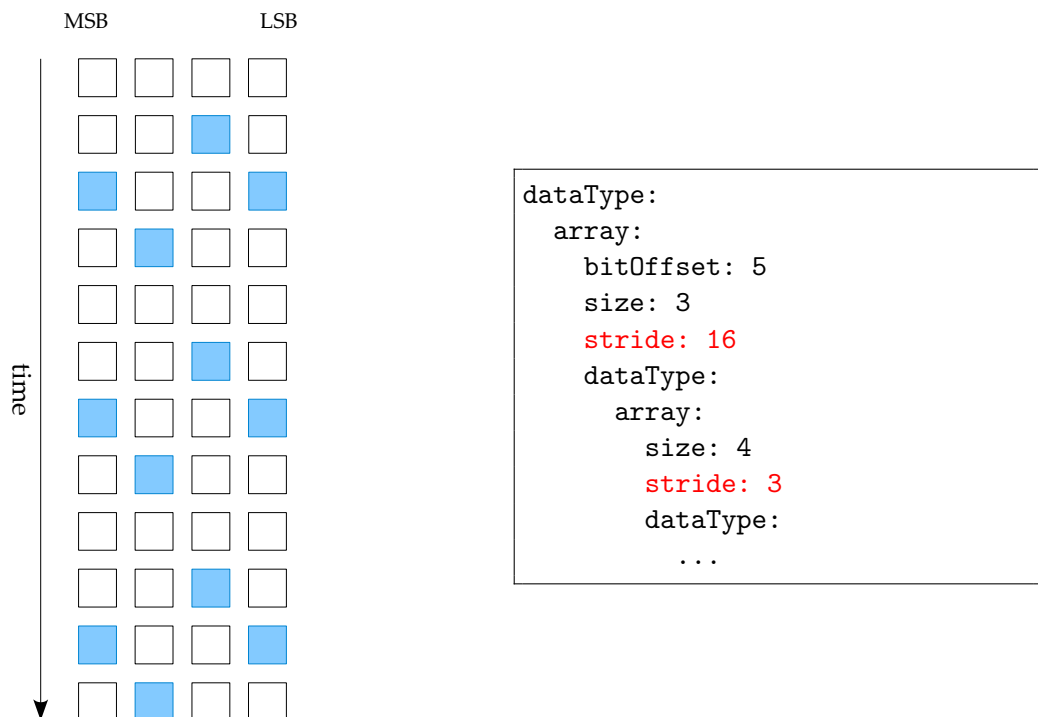 MSB LSB
time
dataType:
  array:
    bitOffset: 5
    size: 3
    stride: 16
    dataType:
      array:
        size: 4
        stride: 3
        dataType:
          ...